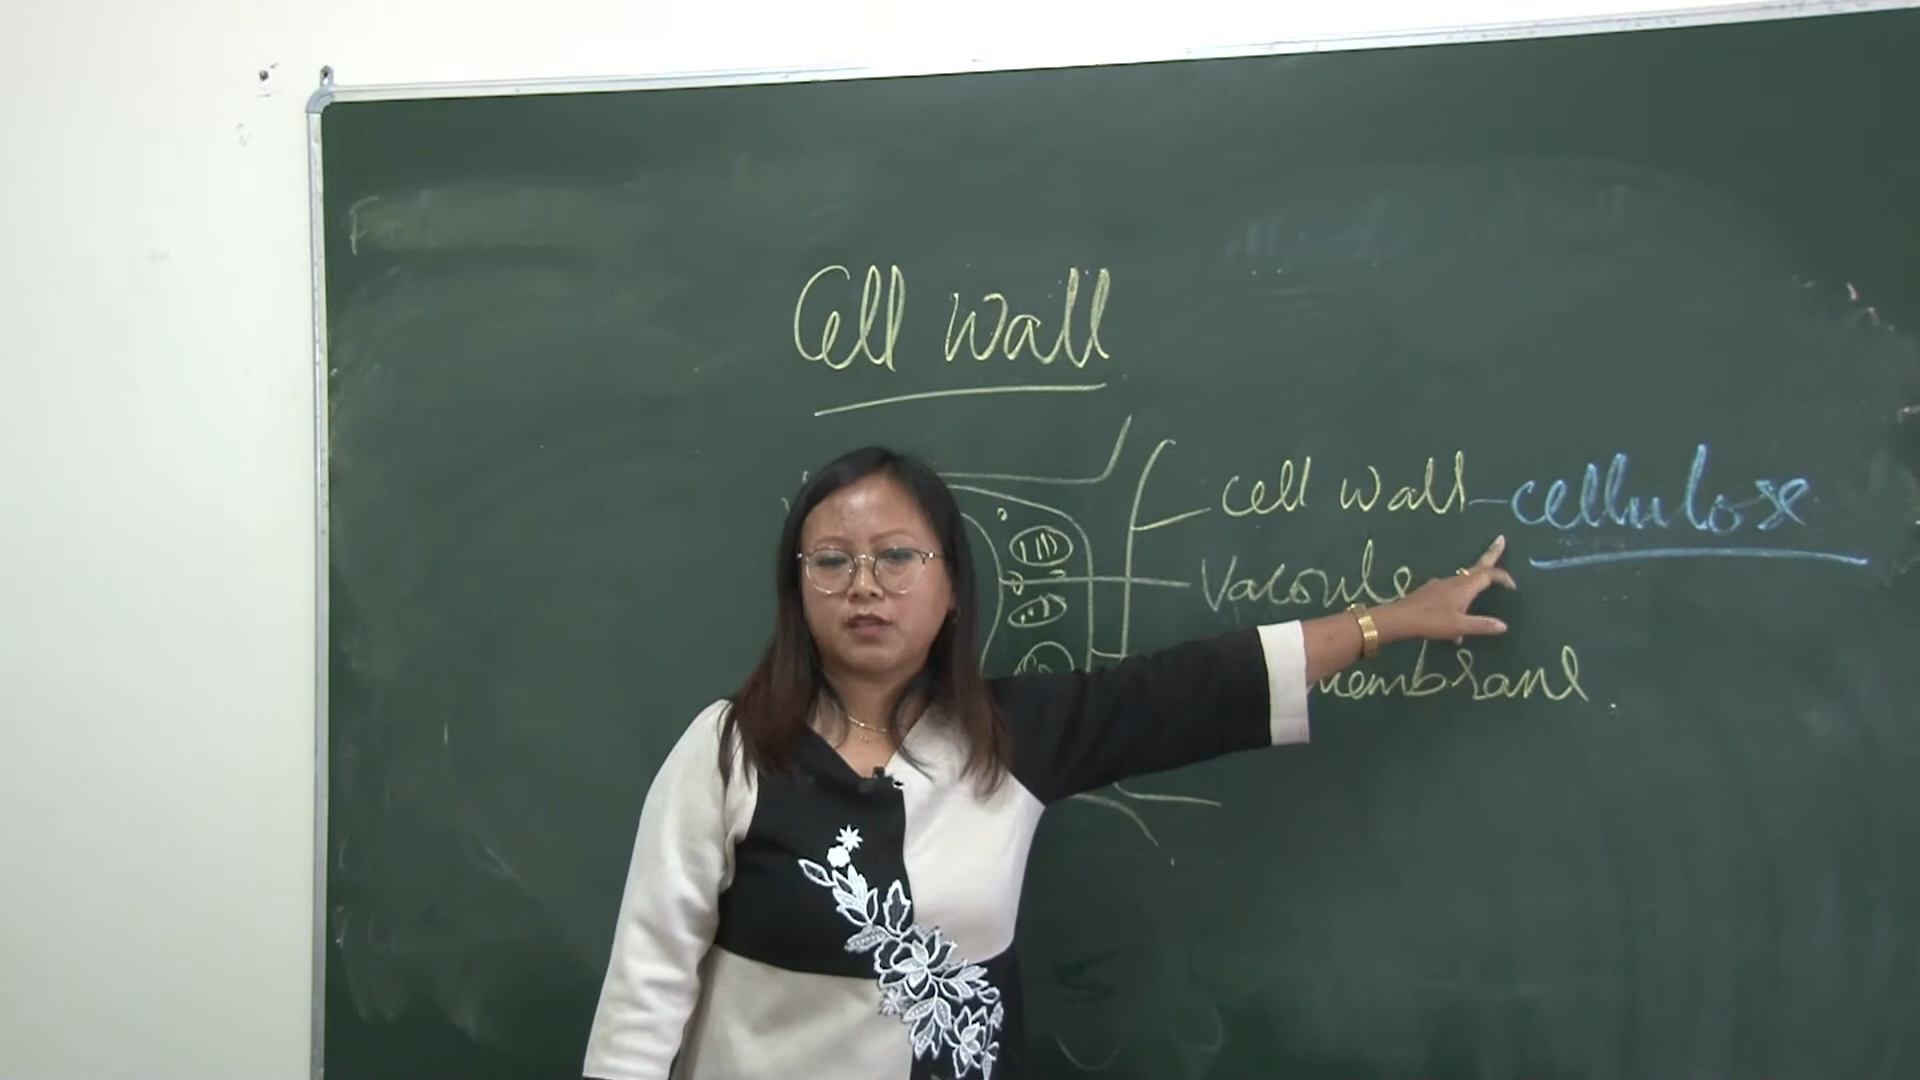 Cell Wall
cell wall - cellulose
Vacoule
membrane